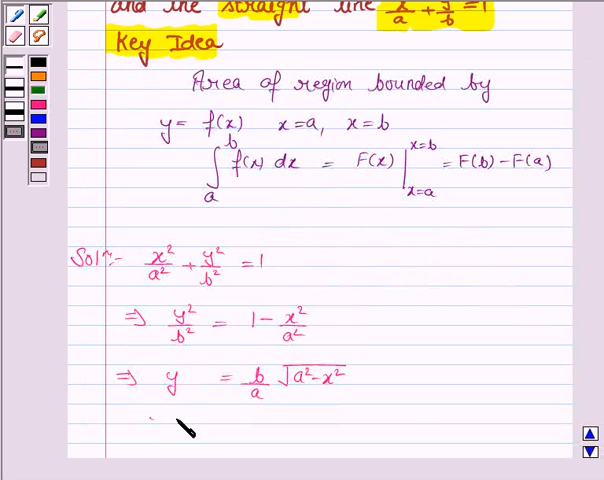 and the straight line x/a + y/b = 1
Key Idea
Area of region bounded by
y = f(x) x=a, x=b
∫_a^b f(x) dx = F(x) |_{x=a}^{x=b} = F(b) – F(a)
Solⁿ:- x²/a² + y²/b² = 1
⇒ y²/b² = 1 – x²/a²
⇒ y = b/a √(a²–x²)